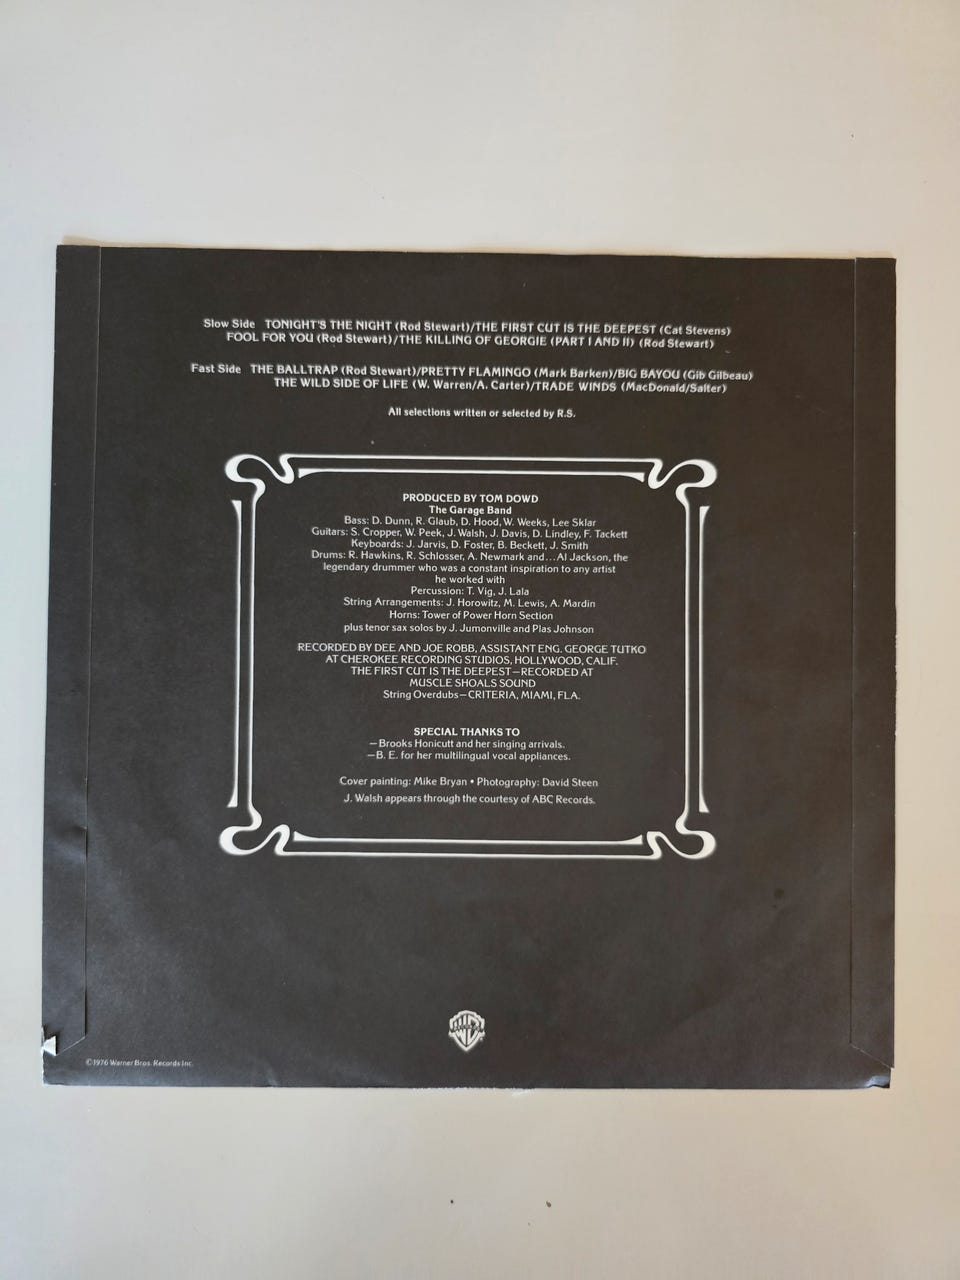 Slow Side TONIGHT'S THE NIGHT (Rod Stewart)/THE FIRST CUT IS THE DEEPEST (Cat Stevens)
FOOL FOR YOU (Rod Stewart)/THE KILLING OF GEORGIE (PART I AND II) (Rod Stewart)
Fast Side THE BALLTRAP (Rod Stewart)/PRETTY FLAMINGO (Mark Barken)/BIG BAYOU (Gib Gilbeau)
THE WILD SIDE OF LIFE (W. Warren/A. Carter)/TRADE WINDS (MacDonald/Salter)
All selections written or selected by R.S.
PRODUCED BY TOM DOWD
The Garage Band
Bass: D. Dunn, R. Glaub, D. Hood, W. Weeks, Lee Sklar
Guitars: S. Cropper, W. Peek, J. Walsh, J. Davis, D. Lindley, F. Tackett
Keyboards: J. Jarvis, D. Foster, B. Beckett, J. Smith
Drums: R. Hawkins, R. Schlosser, A. Newmark and...Al Jackson, the
legendary drummer who was a constant inspiration to any artist
he worked with
Percussion: T. Vig, J. Lala
String Arrangements: J. Horowitz, M. Lewis, A. Mardin
Horns: Tower of Power Horn Section
plus tenor sax solos by J. Jumonville and Plas Johnson
RECORDED BY DEE AND JOE ROBB, ASSISTANT ENG. GEORGE TUTKO
AT CHEROKEE RECORDING STUDIOS, HOLLYWOOD, CALIF.
THE FIRST CUT IS THE DEEPEST—RECORDED AT
MUSCLE SHOALS SOUND
String Overdubs—CRITERIA, MIAMI, FLA.
SPECIAL THANKS TO
—Brooks Honicutt and her singing arrivals.
—B. E. for her multilingual vocal appliances.
Cover painting: Mike Bryan • Photography: David Steen
J. Walsh appears through the courtesy of ABC Records.
WB
©1976 Warner Bros. Records Inc.